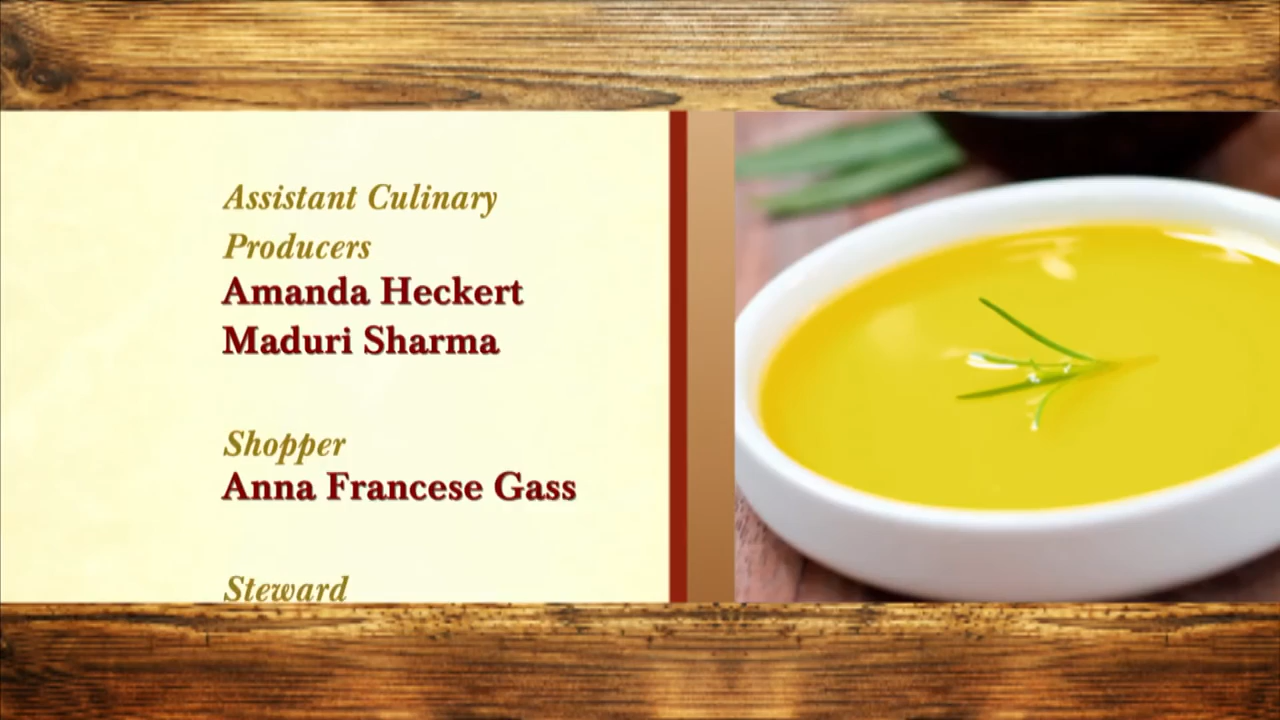 Assistant Culinary
Producers
Amanda Heckert
Maduri Sharma
Shopper
Anna Francese Gass
Steward